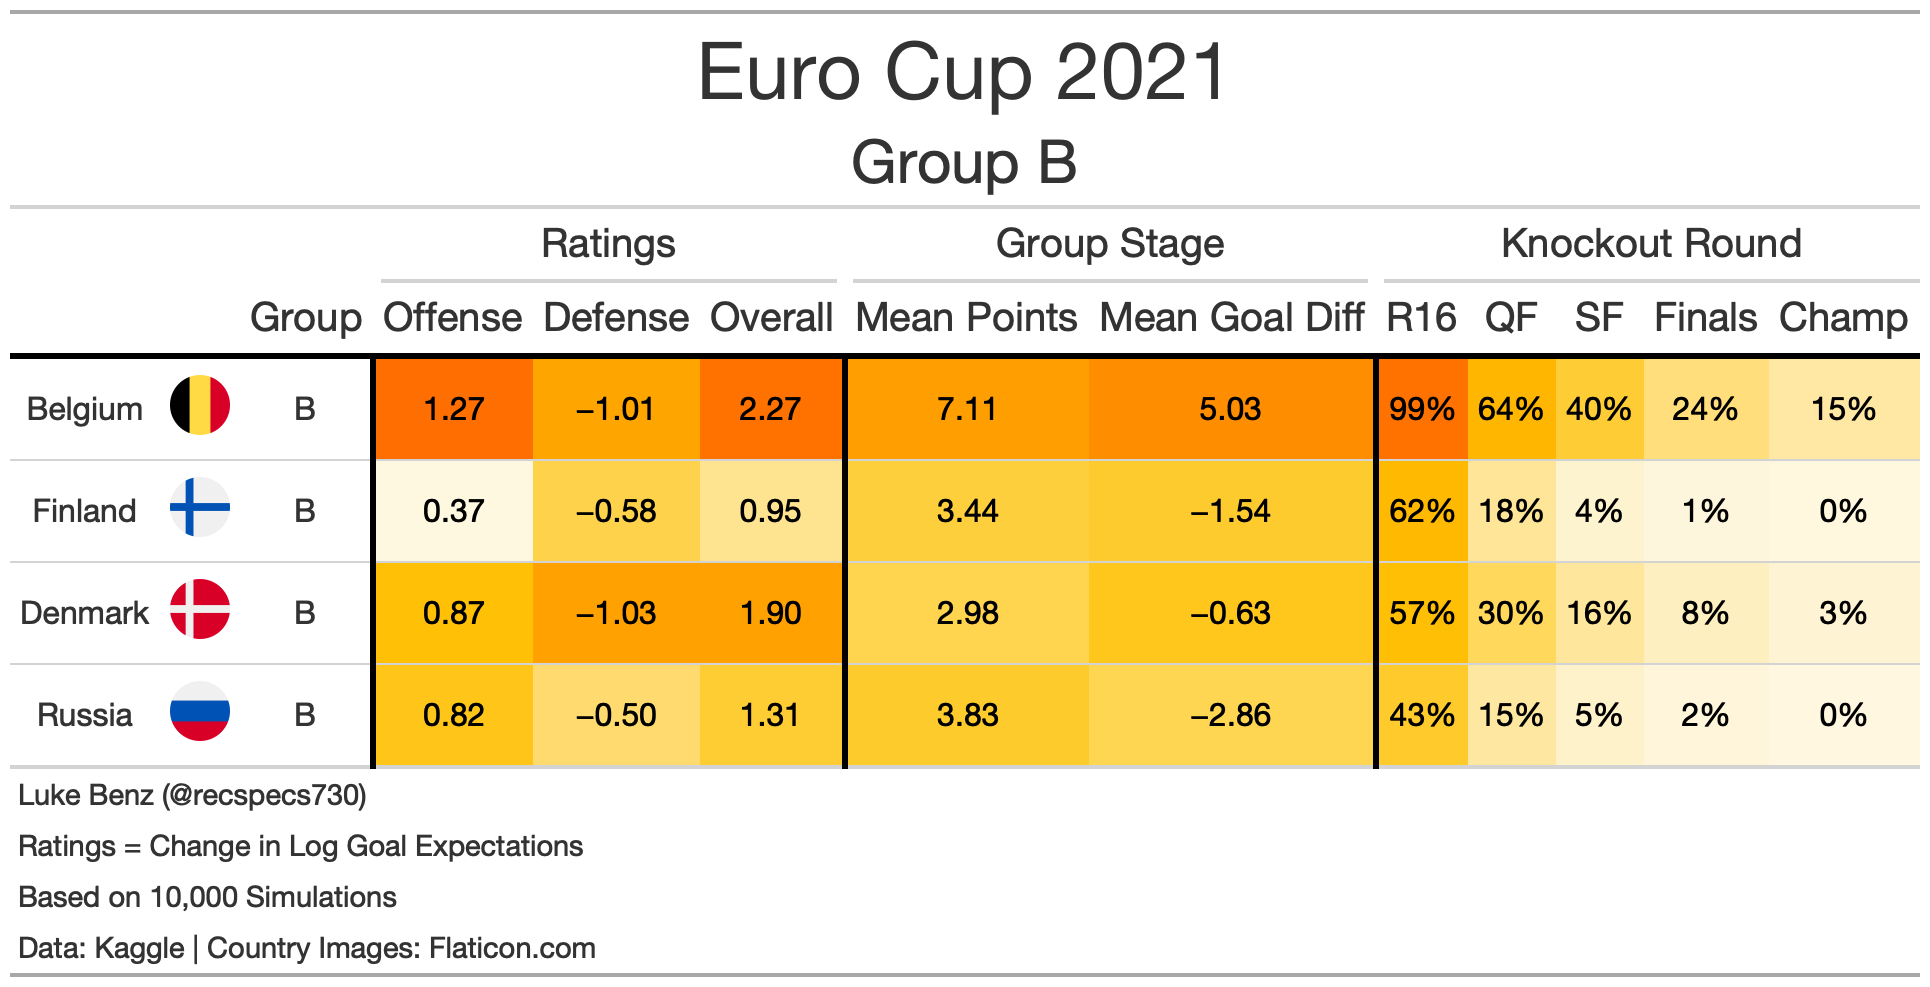 Euro Cup 2021
Group B
Ratings Group Stage Knockout Round
Group Offense Defense Overall Mean Points Mean Goal Diff R16 QF SF Finals Champ
Belgium B 1.27 −1.01 2.27 7.11 5.03 99% 64% 40% 24% 15%
Finland B 0.37 −0.58 0.95 3.44 −1.54 62% 18% 4% 1% 0%
Denmark B 0.87 −1.03 1.90 2.98 −0.63 57% 30% 16% 8% 3%
Russia B 0.82 −0.50 1.31 3.83 −2.86 43% 15% 5% 2% 0%
Luke Benz (@recspecs730)
Ratings = Change in Log Goal Expectations
Based on 10,000 Simulations
Data: Kaggle | Country Images: Flaticon.com